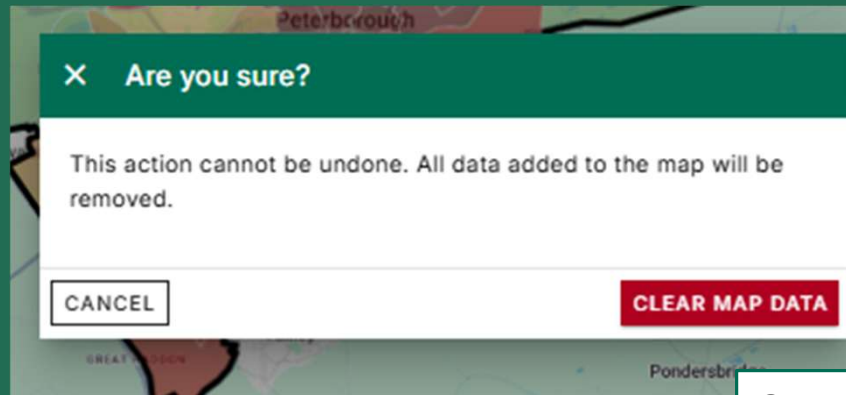 Peterborough
Are you sure?
This action cannot be undone. All data added to the map will be
removed.
CANCEL
CLEAR MAP DATA
Pondersbridge